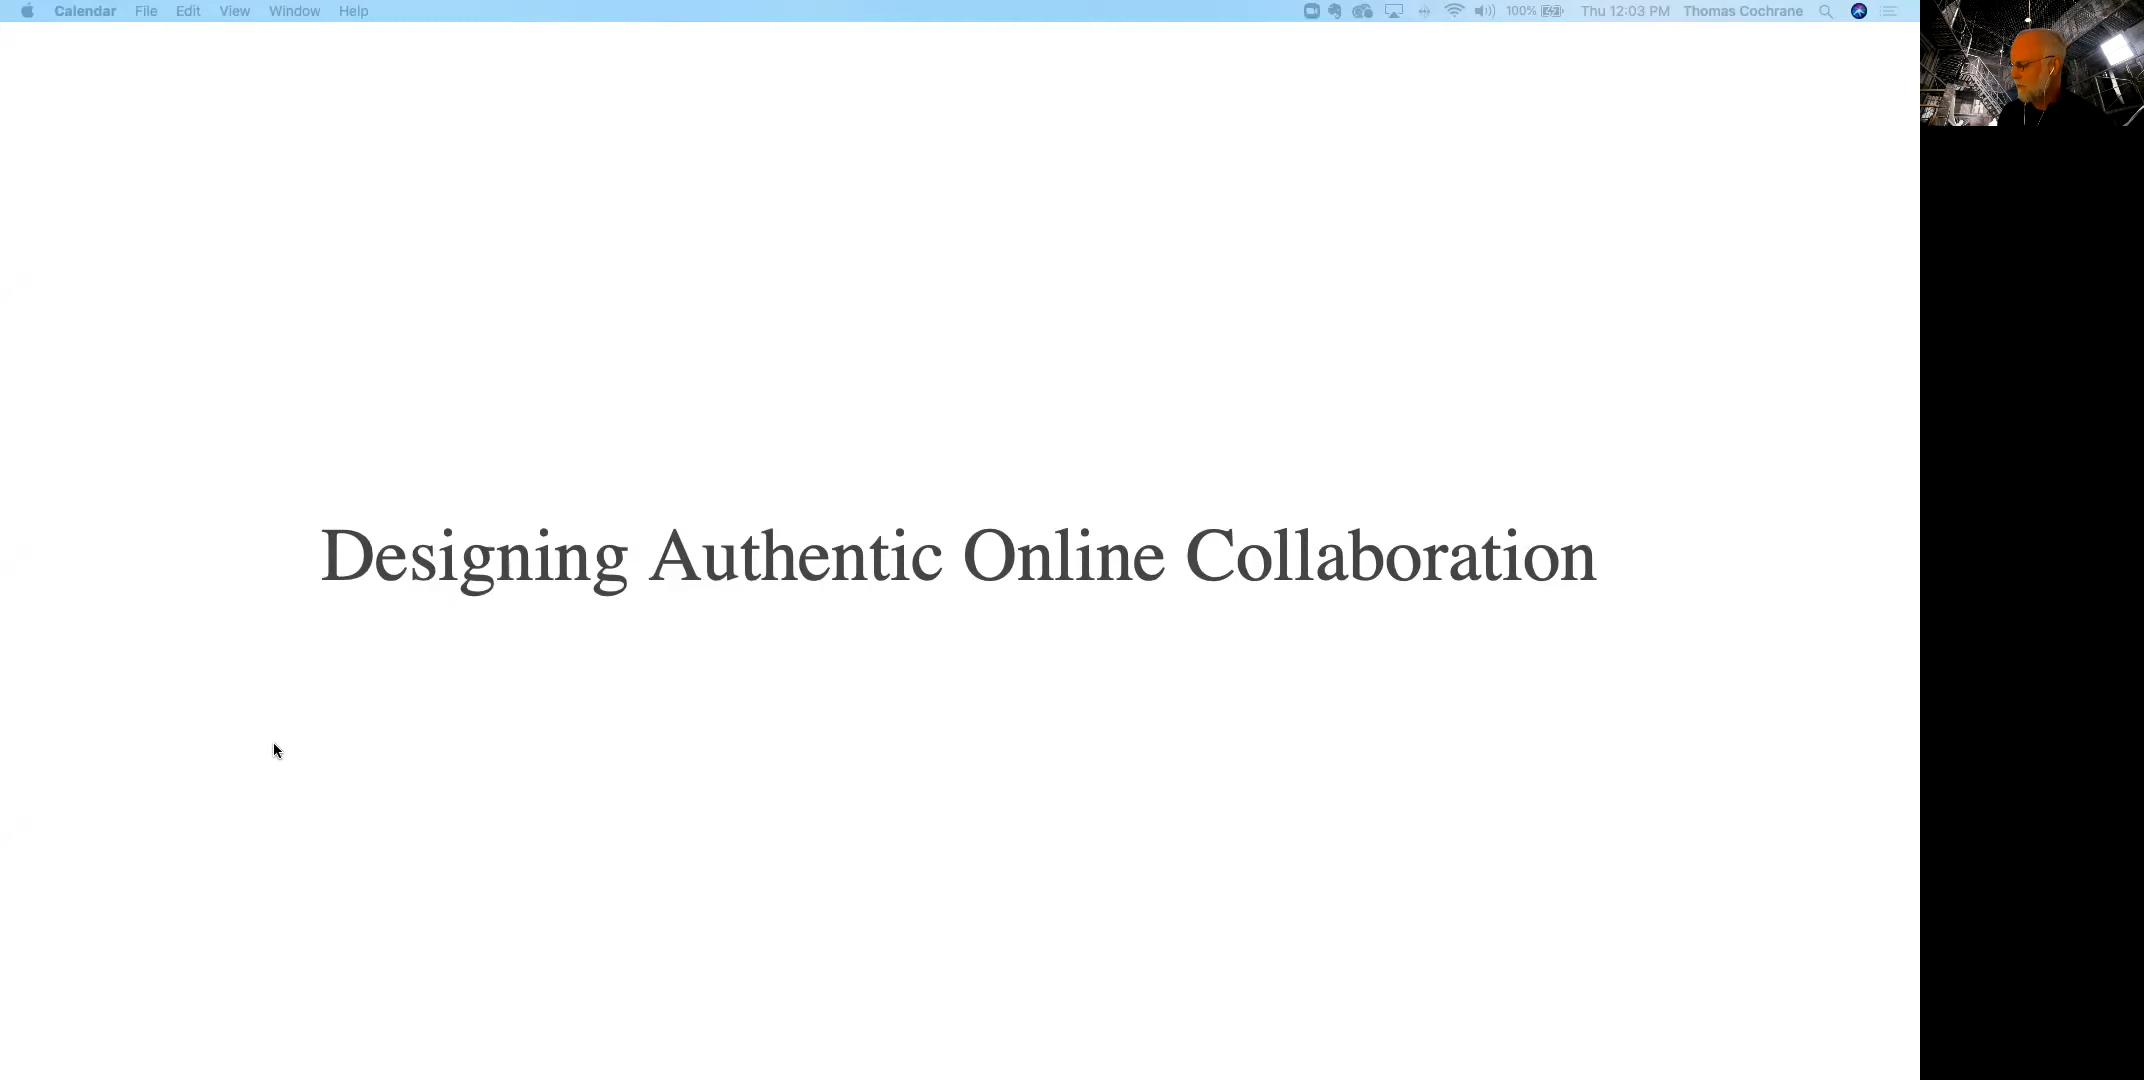 Calendar File Edit View Window Help 100% Thu 12:03 PM Thomas Cochrane
Designing Authentic Online Collaboration